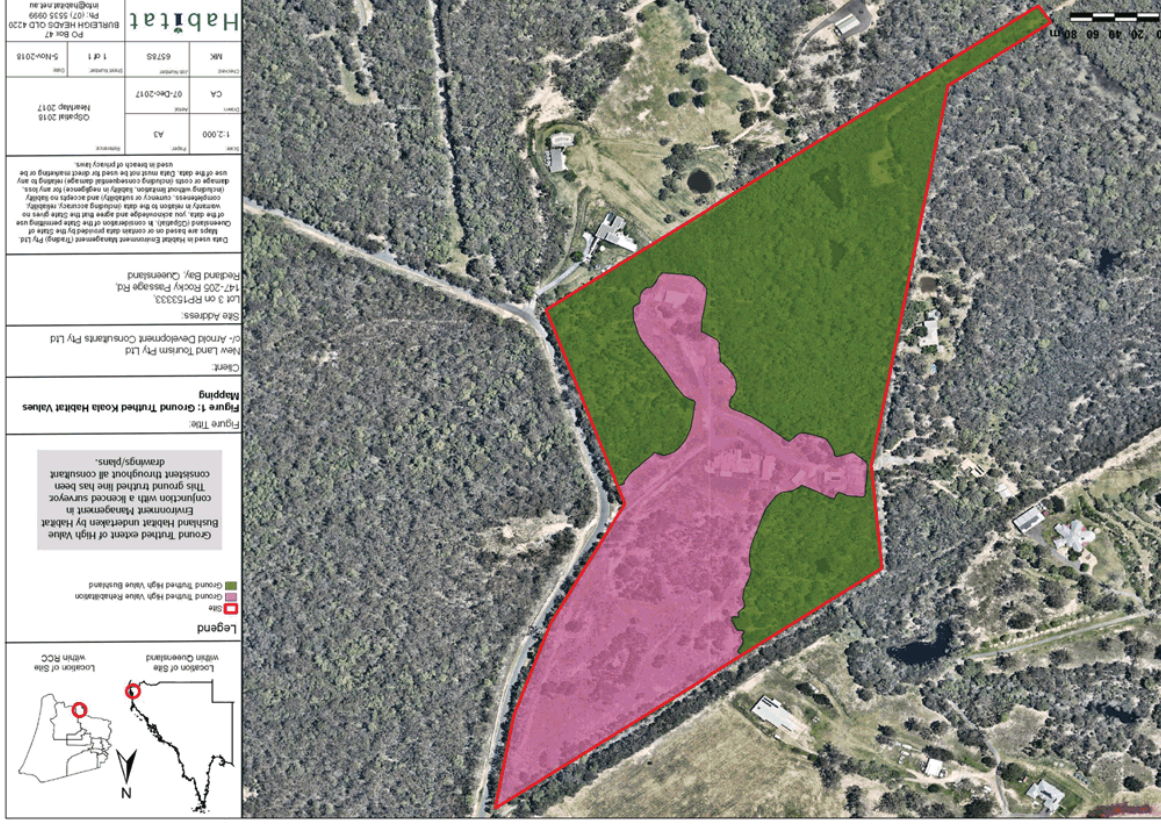 N
Location of Site
within Queensland
Location of Site
within RCC
Legend
Site
Ground Truthed High Value Rehabilitation
Ground Truthed High Value Bushland
Ground Truthed extent of High Value
Bushland Habitat undertaken by Habitat
Environment Management in
conjunction with a licenced surveyor.
This ground truthed line has been
consistent throughout all consultant
drawings/plans.
Figure Title:
Figure 1: Ground Truthed Koala Habitat Values
Mapping
Client:
New Land Tourism Pty Ltd
c/- Arnold Development Consultants Pty Ltd
Site Address:
Lot 3 on RP153333,
147-205 Rocky Passage Rd,
Redland Bay, Queensland
Data used in Habitat Environment Management (Trading) Pty Ltd.
Maps are based on or contain data provided by the State of
Queensland (QSpatial). In consideration of the State permitting use
of the data, you acknowledge and agree that the State gives no
warranty in relation to the data (including accuracy, reliability,
completeness, currency or suitability) and accepts no liability
(including without limitation, liability in negligence) for any loss,
damage or costs (including consequential damage) relating to any
use of the data. Data must not be used for direct marketing or be
used in breach of privacy laws.
Scale:
1:2,000
Paper:
A3
Reference:
QSpatial 2018
NearMap 2017
Drawn:
CA
Aerial:
07-Dec-2017
Checked:
MK
Job Number:
6578S
Sheet Number:
1 of 1
Date:
5-Nov-2018
Habitat
PO Box 47
BURLEIGH HEADS QLD 4220
Ph: (07) 5535 0999
info@habitat.net.au
0 20 40 60 80 m